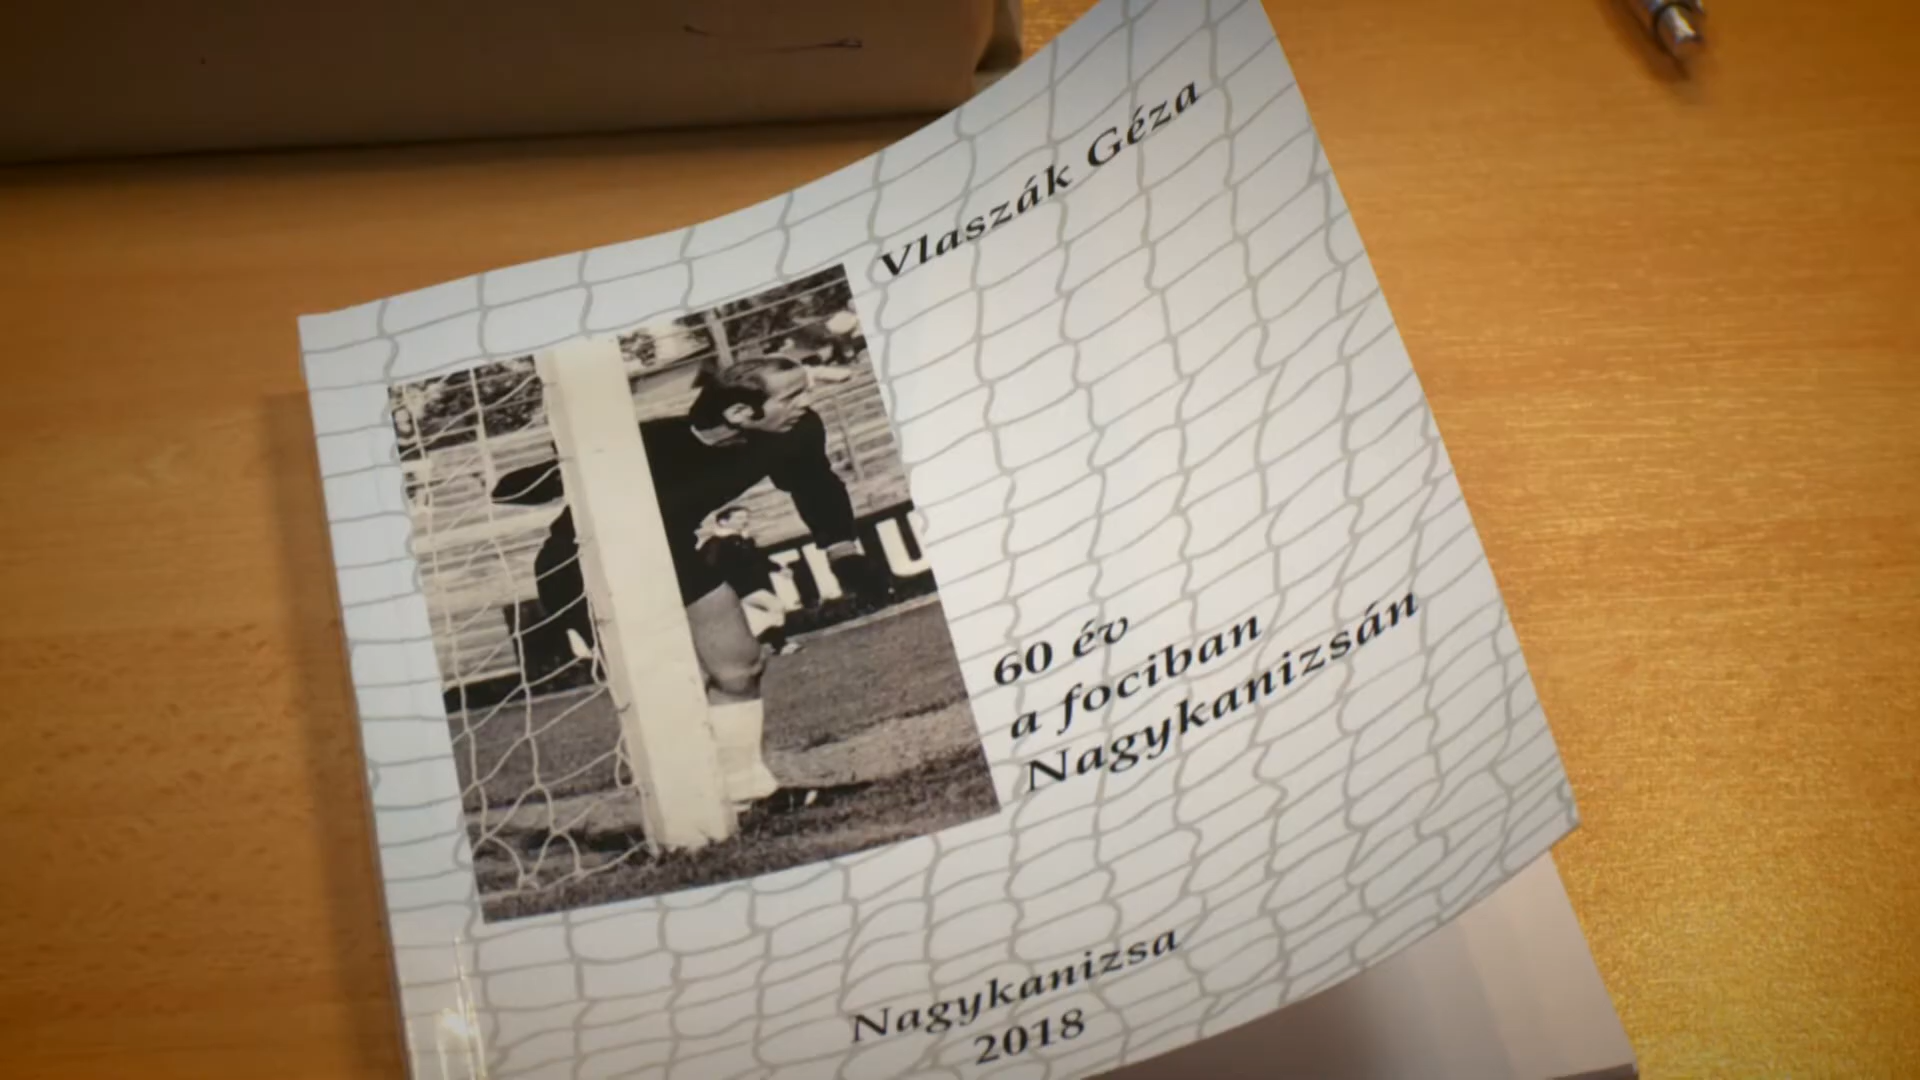 Vlaszák Géza
60 év
a fociban
Nagykanizsán
Nagykanizsa
2018